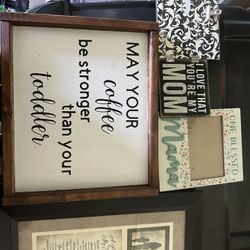 MAY YOUR
coffee
be stronger
than your
toddler
I LOVE THAT
YOU'RE MY
MOM
ONE BLESSED
Mama